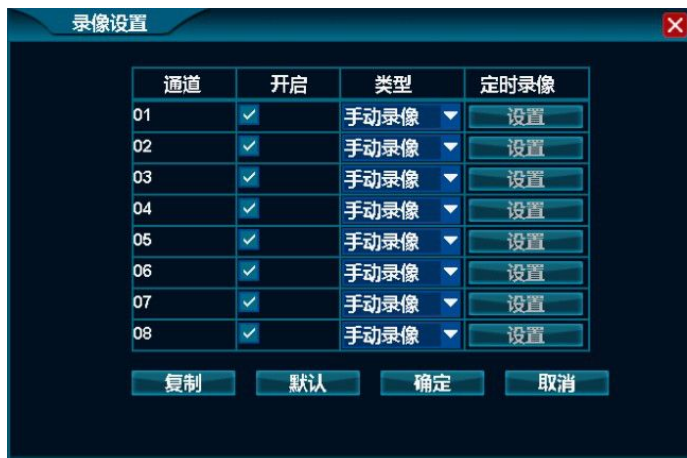 录像设置
通道 开启 类型 定时录像
01 手动录像 设置
02 手动录像 设置
03 手动录像 设置
04 手动录像 设置
05 手动录像 设置
06 手动录像 设置
07 手动录像 设置
08 手动录像 设置
复制 默认 确定 取消